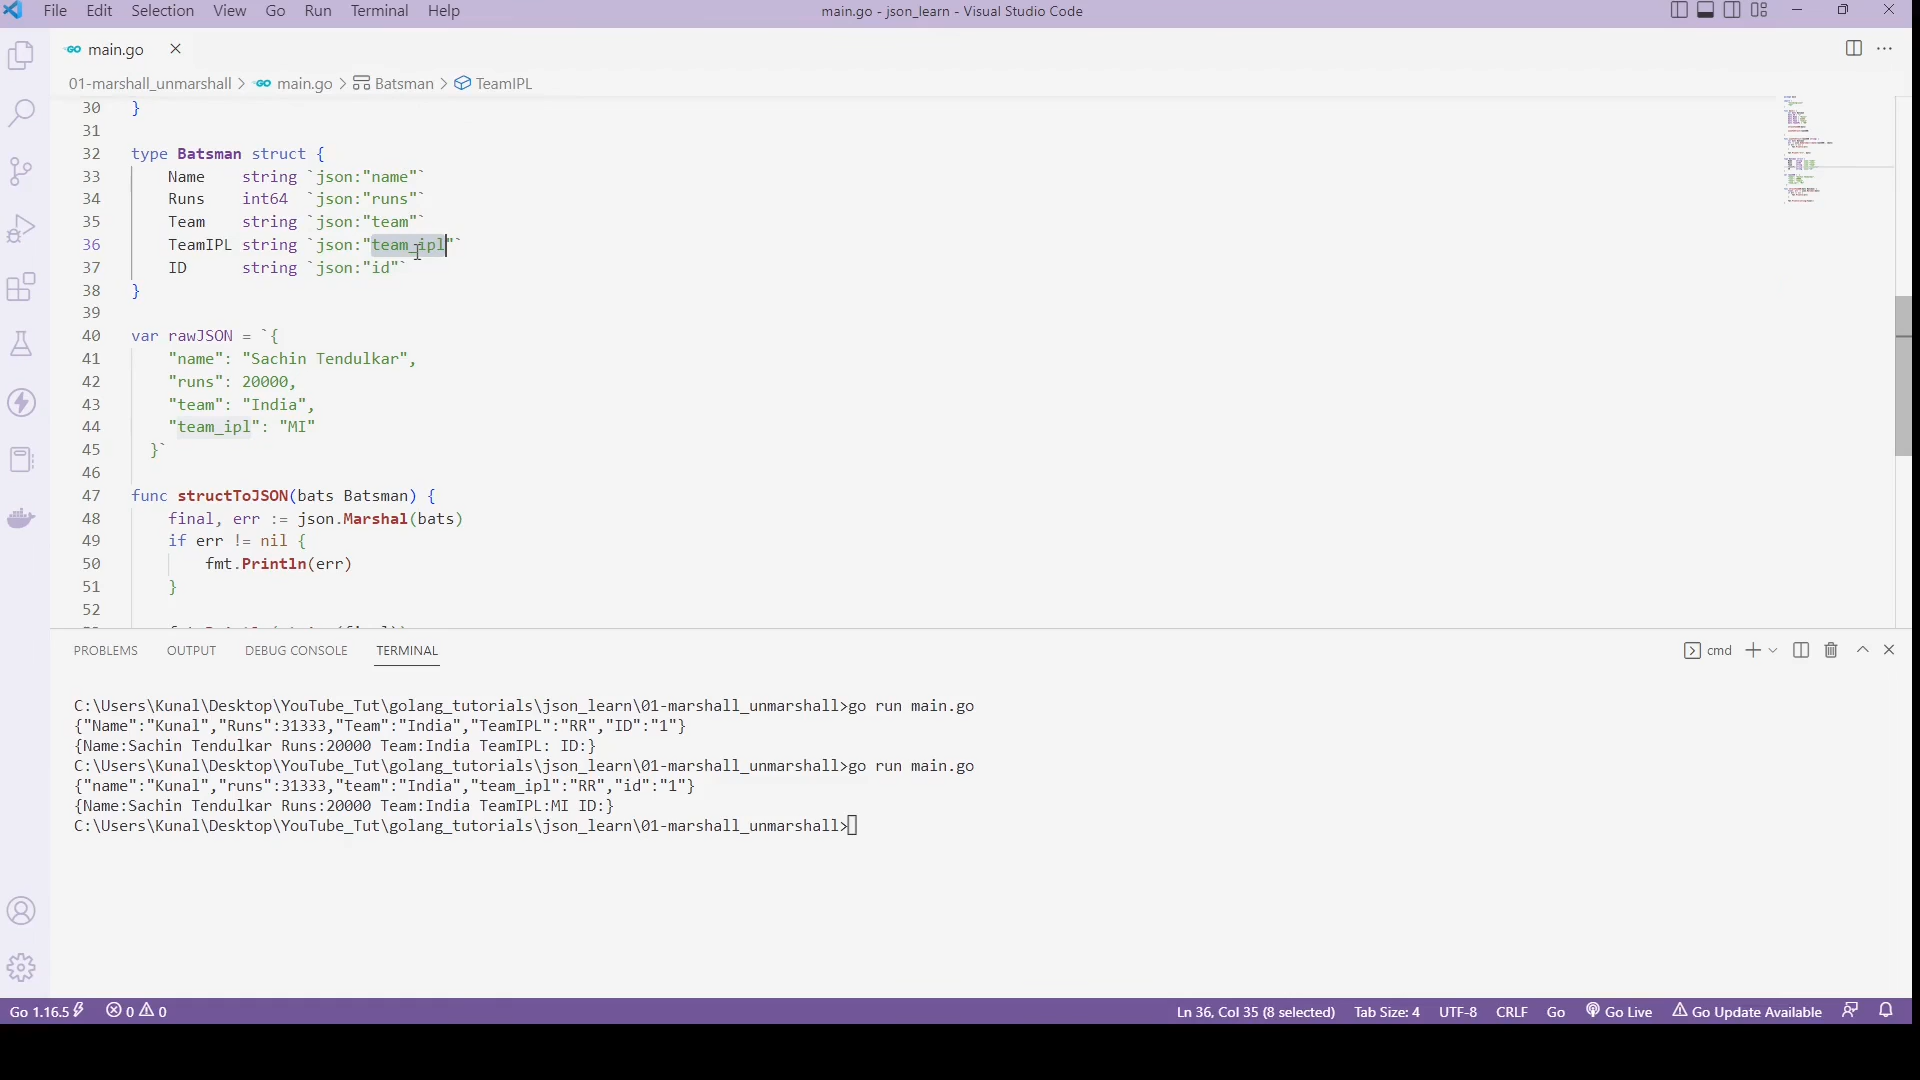 File Edit Selection View Go Run Terminal Help
main.go - json_learn - Visual Studio Code
main.go
01-marshall_unmarshall > main.go > Batsman > TeamIPL
30 }
31
32 type Batsman struct {
33 Name string `json:"name"`
34 Runs int64 `json:"runs"`
35 Team string `json:"team"`
36 TeamIPL string `json:"team_ipl"`
37 ID string `json:"id"`
38 }
39
40 var rawJSON = `{
41 "name": "Sachin Tendulkar",
42 "runs": 20000,
43 "team": "India",
44 "team_ipl": "MI"
45 }`
46
47 func structToJSON(bats Batsman) {
48 final, err := json.Marshal(bats)
49 if err != nil {
50 fmt.Println(err)
51 }
52
PROBLEMS OUTPUT DEBUG CONSOLE TERMINAL
cmd
C:\Users\Kunal\Desktop\YouTube_Tut\golang_tutorials\json_learn\01-marshall_unmarshall>go run main.go
{"Name":"Kunal","Runs":31333,"Team":"India","TeamIPL":"RR","ID":"1"}
{Name:Sachin Tendulkar Runs:20000 Team:India TeamIPL: ID:}
C:\Users\Kunal\Desktop\YouTube_Tut\golang_tutorials\json_learn\01-marshall_unmarshall>go run main.go
{"name":"Kunal","runs":31333,"team":"India","team_ipl":"RR","id":"1"}
{Name:Sachin Tendulkar Runs:20000 Team:India TeamIPL:MI ID:}
C:\Users\Kunal\Desktop\YouTube_Tut\golang_tutorials\json_learn\01-marshall_unmarshall>
Go 1.16.5 0 0 Ln 36, Col 35 (8 selected) Tab Size: 4 UTF-8 CRLF Go Go Live Go Update Available